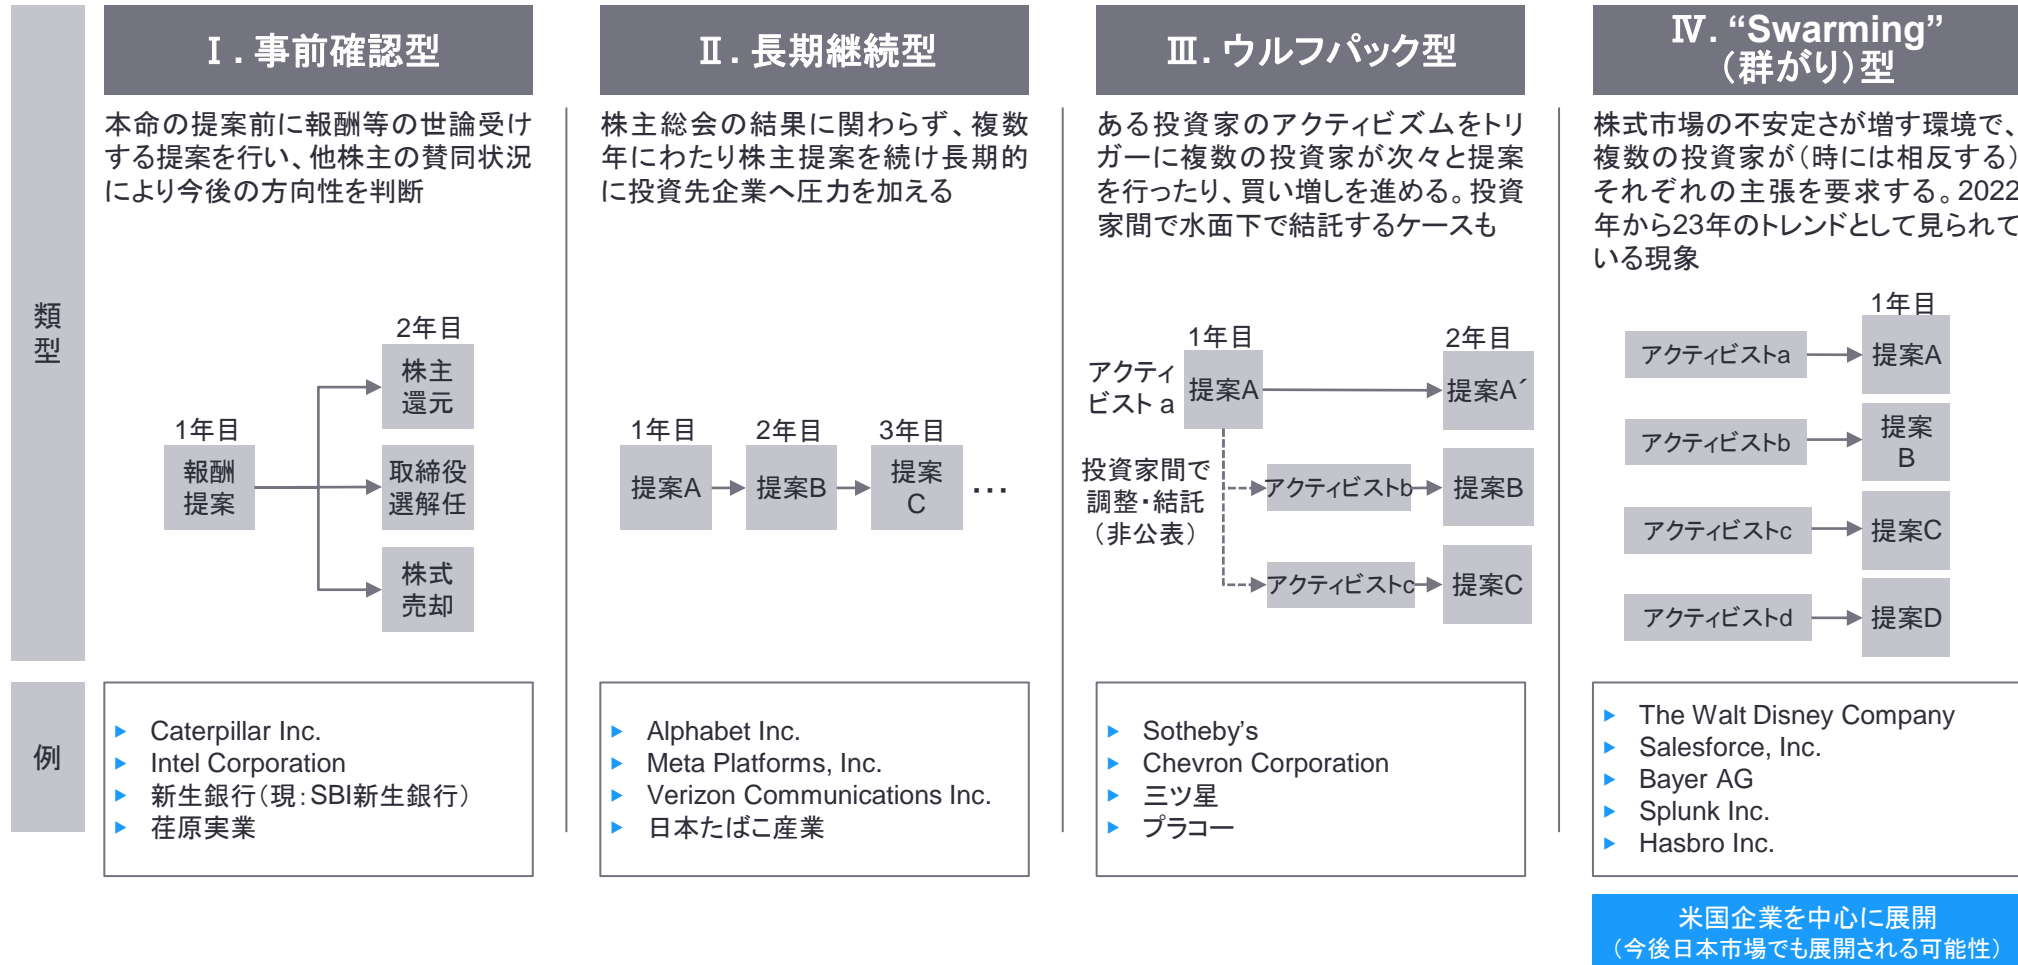 類
型
Ⅰ. 事前確認型
本命の提案前に報酬等の世論受け
する提案を行い、他株主の賛同状況
により今後の方向性を判断
1年目
報酬
提案
2年目
株主
還元
取締役
選解任
株式
売却
Ⅱ. 長期継続型
株主総会の結果に関わらず、複数
年にわたり株主提案を続け長期的
に投資先企業へ圧力を加える
1年目
提案A
2年目
提案B
3年目
提案
C
・・・
Ⅲ. ウルフパック型
ある投資家のアクティビズムをトリ
ガーに複数の投資家が次々と提案
を行ったり、買い増しを進める。投資
家間で水面下で結託するケースも
1年目
2年目
アクティ
ビスト a
提案A
提案A´
投資家間で
調整・結託
（非公表）
アクティビストb
提案B
アクティビストc
提案C
Ⅳ. “Swarming”
（群がり）型
株式市場の不安定さが増す環境で、
複数の投資家が（時には相反する）
それぞれの主張を要求する。2022
年から23年のトレンドとして見られて
いる現象
1年目
アクティビストa
提案A
アクティビストb
提案
B
アクティビストc
提案C
アクティビストd
提案D
例
Caterpillar Inc.
Intel Corporation
新生銀行（現：SBI新生銀行）
荏原実業
Alphabet Inc.
Meta Platforms, Inc.
Verizon Communications Inc.
日本たばこ産業
Sotheby’s
Chevron Corporation
三ツ星
プラコー
The Walt Disney Company
Salesforce, Inc.
Bayer AG
Splunk Inc.
Hasbro Inc.
米国企業を中心に展開
（今後日本市場でも展開される可能性）